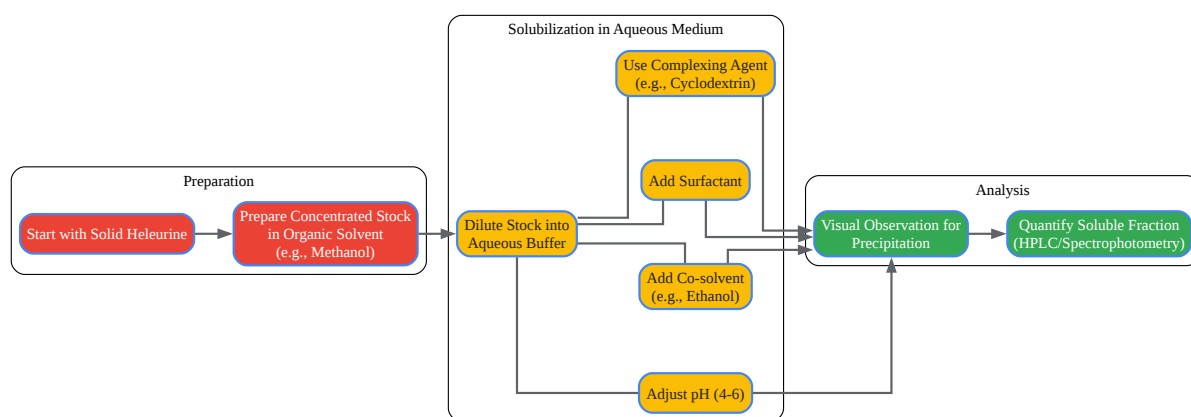 Preparation
Start with Solid Heleurine
Prepare Concentrated Stock
in Organic Solvent
(e.g., Methanol)
Solubilization in Aqueous Medium
Dilute Stock into
Aqueous Buffer
Use Complexing Agent
(e.g., Cyclodextrin)
Add Surfactant
Add Co-solvent
(e.g., Ethanol)
Adjust pH (4-6)
Analysis
Visual Observation for
Precipitation
Quantify Soluble Fraction
(HPLC/Spectrophotometry)